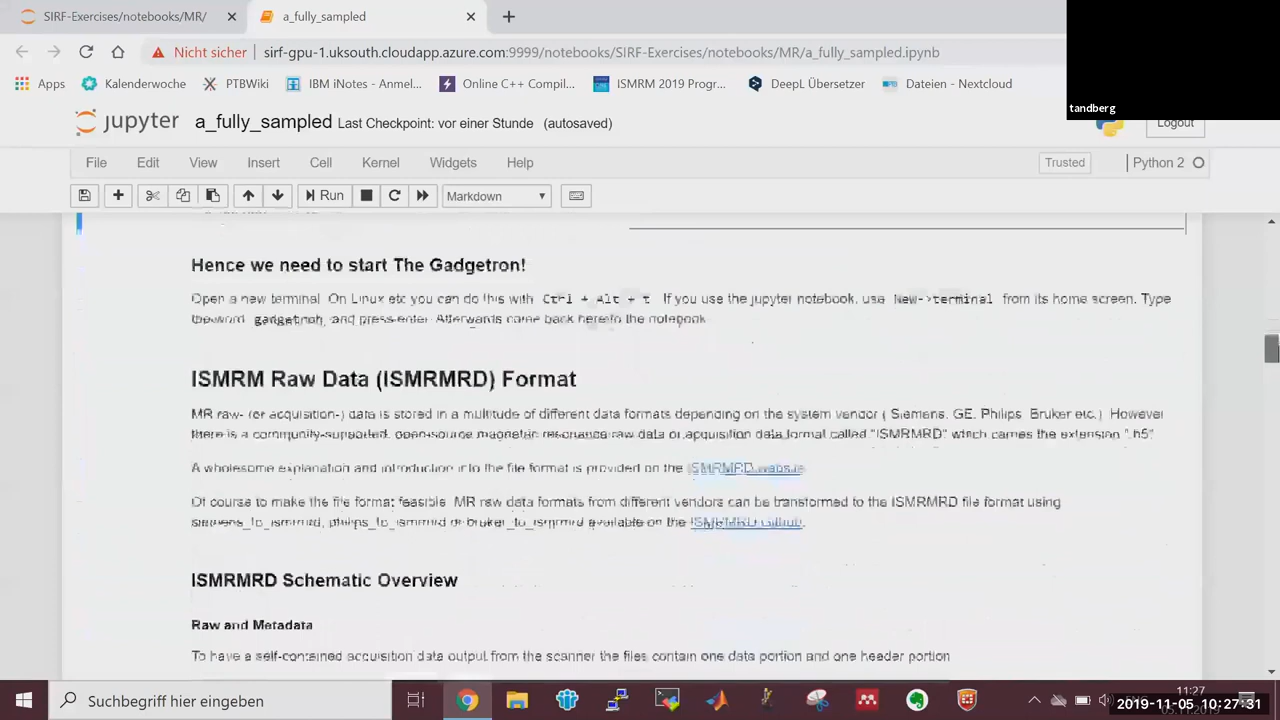 SIRF-Exercises/notebooks/MR/
a_fully_sampled
Nicht sicher
sirf-gpu-1.uksouth.cloudapp.azure.com:9999/notebooks/SIRF-Exercises/notebooks/MR/a_fully_sampled.ipynb
Apps
Kalenderwoche
PTBWiki
IBM iNotes - Anmel...
Online C++ Compil...
ISMRM 2019 Progr...
DeepL Übersetzer
Dateien - Nextcloud
tandberg
jupyter
a_fully_sampled Last Checkpoint: vor einer Stunde (autosaved)
Logout
File Edit View Insert Cell Kernel Widgets Help
Trusted
Python 2
Run
Markdown
Hence we need to start The Gadgetron!
Open a new terminal. On Linux etc you can do this with Ctrl + Alt + t If you use the jupyter notebook, use New->terminal from its home screen. Type
the word gadgetron, and press enter. Afterwards come back here to the notebook
ISMRM Raw Data (ISMRMRD) Format
MR raw- (or acquisition-) data is stored in a multitude of different data formats depending on the system vendor ( Siemens, GE, Philips, Bruker etc.) However
there is a community-supported, open-source magnetic resonance raw data or acquisition data format called "ISMRMRD" which carries the extension ".h5"
A wholesome explanation and introduction into the file format is provided on the ISMRMRD website.
Of course to make the file format feasible MR raw data formats from different vendors can be transformed to the ISMRMRD file format using
siemens_to_ismrmrd, philips_to_ismrmrd or bruker_to_ismrmrd available on the ISMRMRD Github.
ISMRMRD Schematic Overview
Raw and Metadata
To have a self-contained acquisition data output from the scanner the files contain one data portion and one header portion
Suchbegriff hier eingeben
11:27
2019-11-05 10:27:31